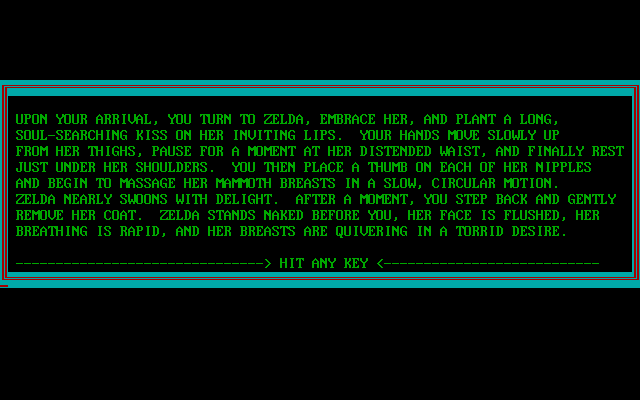 UPON YOUR ARRIVAL, YOU TURN TO ZELDA, EMBRACE HER, AND PLANT A LONG,
SOUL-SEARCHING KISS ON HER INVITING LIPS.  YOUR HANDS MOVE SLOWLY UP
FROM HER THIGHS, PAUSE FOR A MOMENT AT HER DISTENDED WAIST, AND FINALLY REST
JUST UNDER HER SHOULDERS.  YOU THEN PLACE A THUMB ON EACH OF HER NIPPLES
AND BEGIN TO MASSAGE HER MAMMOTH BREASTS IN A SLOW, CIRCULAR MOTION.
ZELDA NEARLY SWOONS WITH DELIGHT.  AFTER A MOMENT, YOU STEP BACK AND GENTLY
REMOVE HER COAT.  ZELDA STANDS NAKED BEFORE YOU, HER FACE IS FLUSHED, HER
BREATHING IS RAPID, AND HER BREASTS ARE QUIVERING IN A TORRID DESIRE.
-------------------------------> HIT ANY KEY <---------------------------